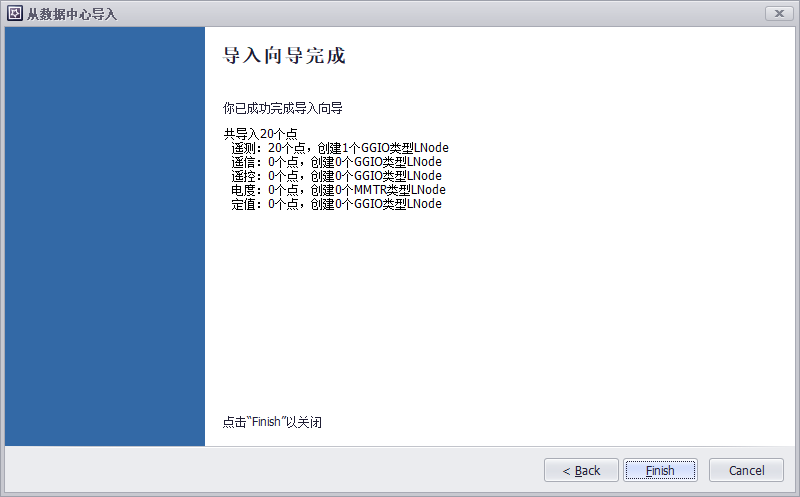 从数据中心导入
导入向导完成
你已成功完成导入向导
共导入20个点
遥测：20个点，创建1个GGIO类型LNode
遥信：0个点，创建0个GGIO类型LNode
遥控：0个点，创建0个GGIO类型LNode
电度：0个点，创建0个MMTR类型LNode
定值：0个点，创建0个GGIO类型LNode
点击“Finish”以关闭
< Back
Finish
Cancel